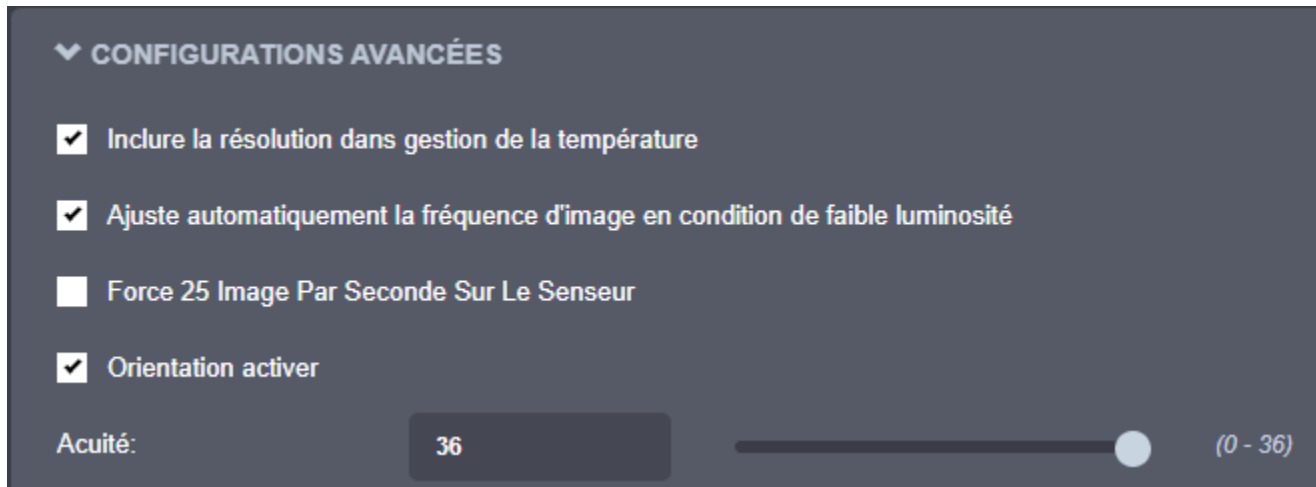 CONFIGURATIONS AVANCÉES
Inclure la résolution dans gestion de la température
Ajuste automatiquement la fréquence d'image en condition de faible luminosité
Force 25 Image Par Seconde Sur Le Senseur
Orientation activer
Acuité: 36 (0 - 36)